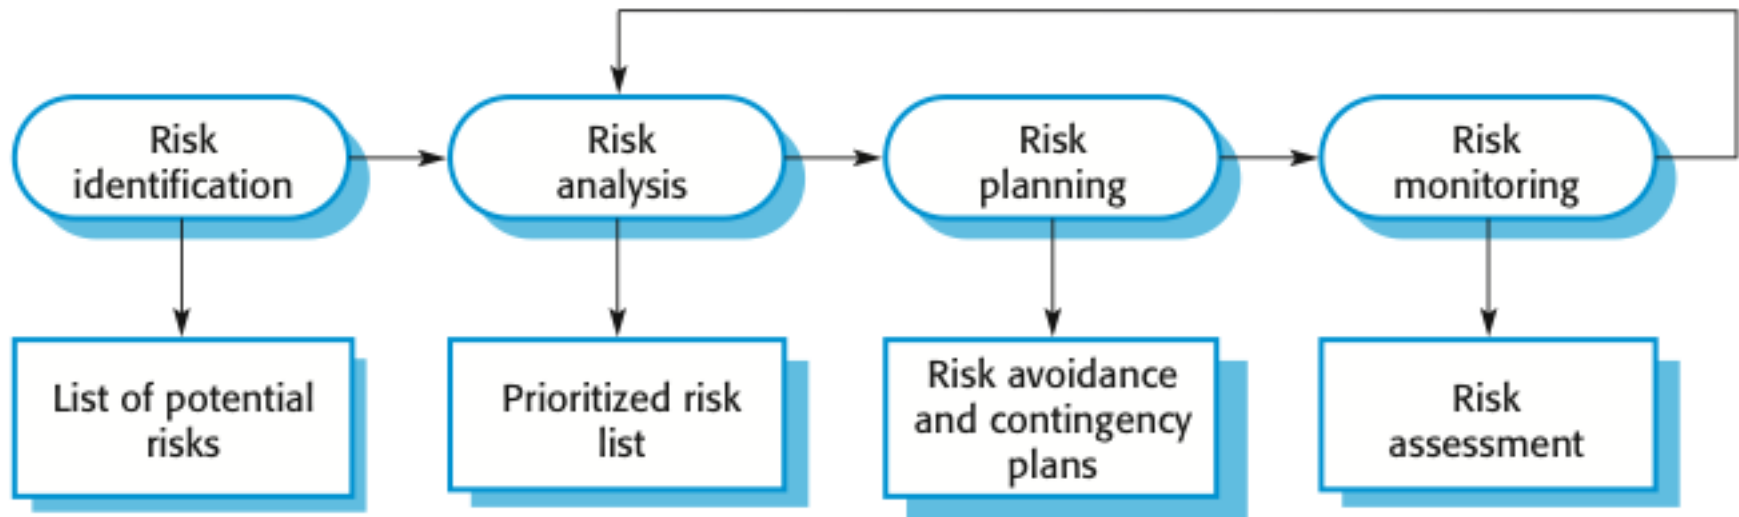 Risk
identification
Risk
analysis
Risk
planning
Risk
monitoring
List of potential
risks
Prioritized risk
list
Risk avoidance
and contingency
plans
Risk
assessment